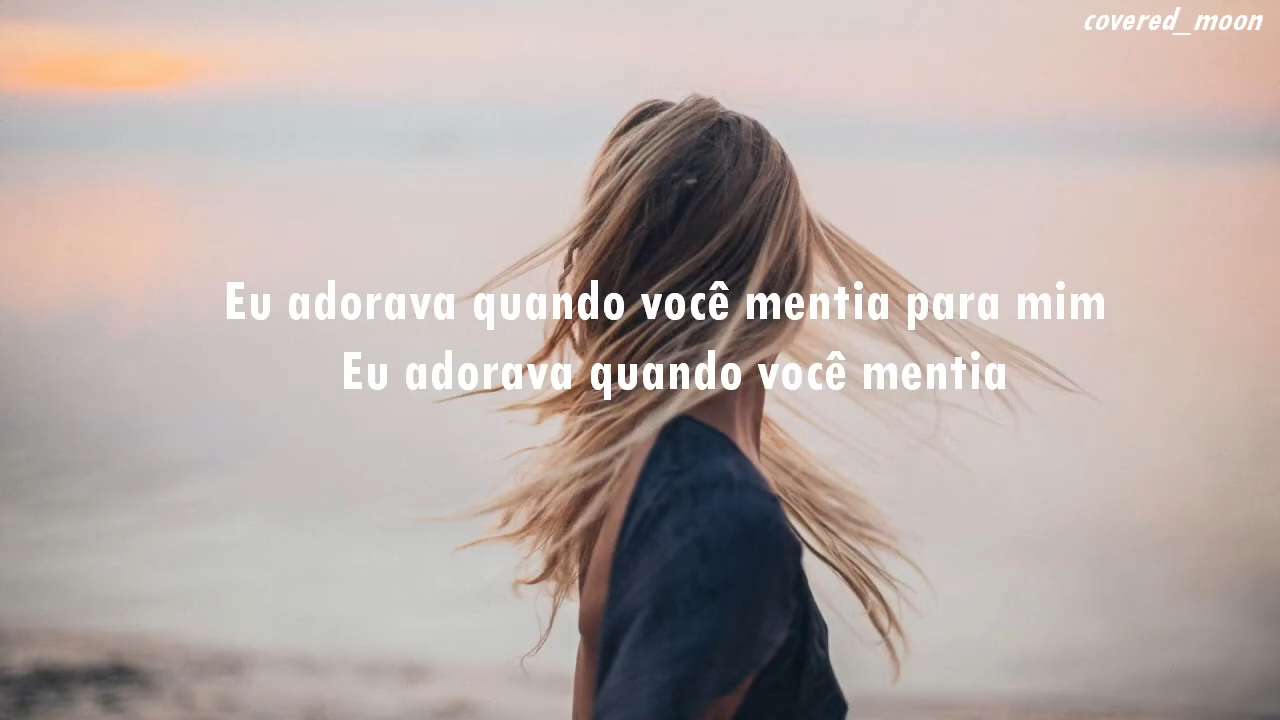 covered_moon
Eu adorava quando você mentia para mim
Eu adorava quando você mentia